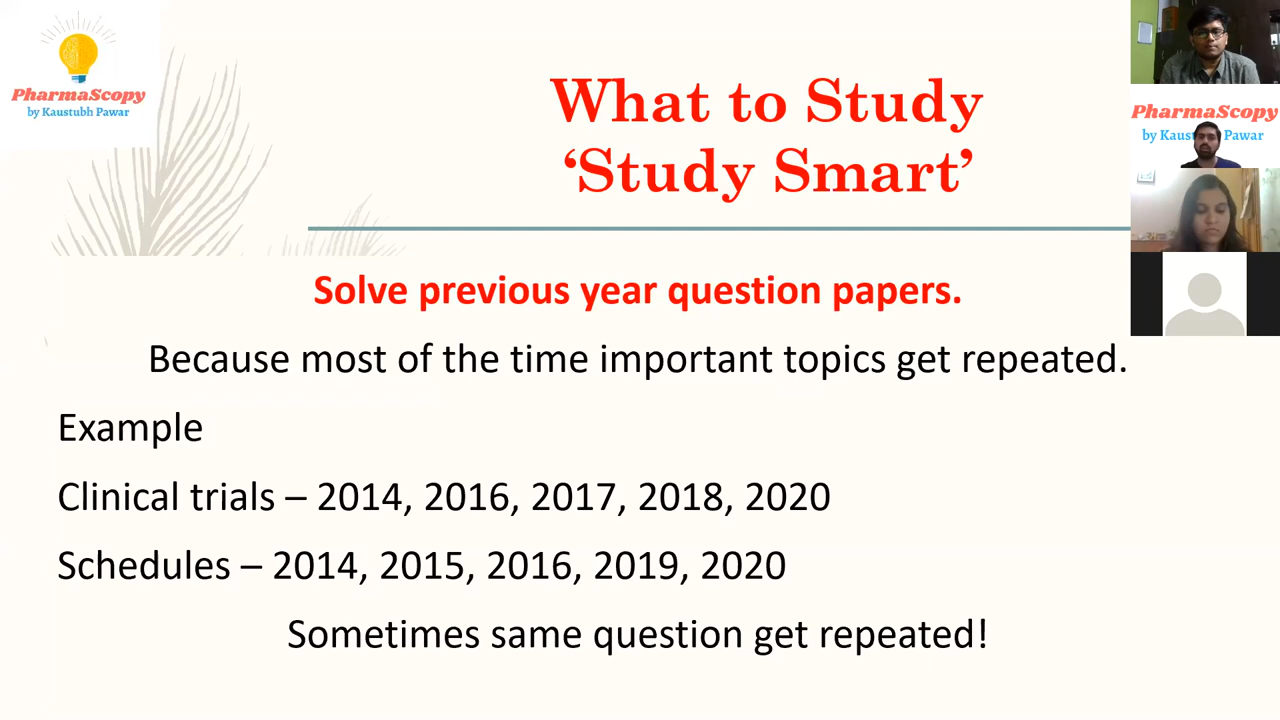 PharmaScopy
by Kaustubh Pawar
What to Study
‘Study Smart’
Solve previous year question papers.
Because most of the time important topics get repeated.
Example
Clinical trials – 2014, 2016, 2017, 2018, 2020
Schedules – 2014, 2015, 2016, 2019, 2020
Sometimes same question get repeated!
PharmaScopy
by Kaus Pawar